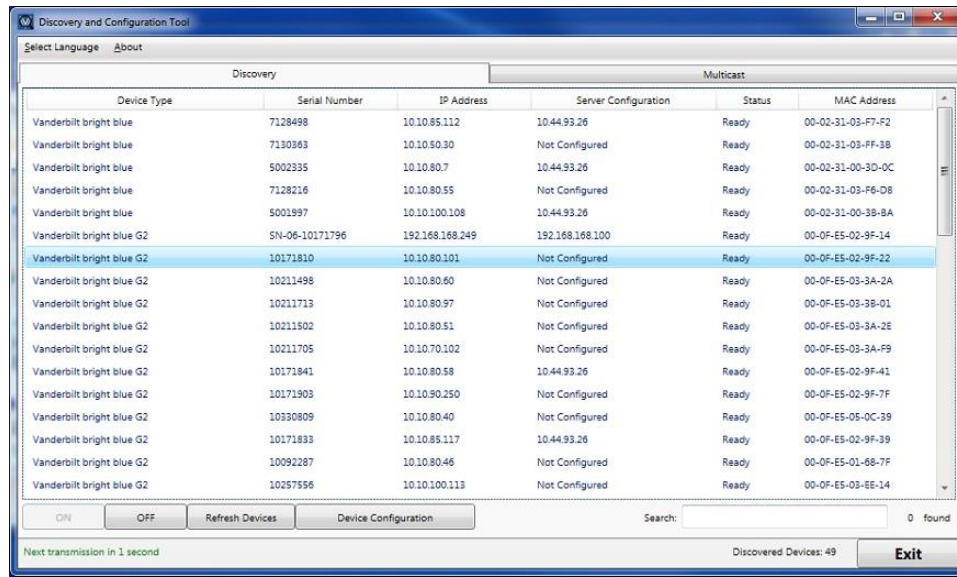 Discovery and Configuration Tool
Select Language About
Discovery Multicast
Device Type Serial Number IP Address Server Configuration Status MAC Address
Vanderbilt bright blue 7128498 10.10.85.112 10.44.93.26 Ready 00-02-31-03-F7-F2
Vanderbilt bright blue 7130363 10.10.50.30 Not Configured Ready 00-02-31-03-FF-3B
Vanderbilt bright blue 5002335 10.10.80.7 10.44.93.26 Ready 00-02-31-00-3D-0C
Vanderbilt bright blue 7128216 10.10.80.55 Not Configured Ready 00-02-31-03-F6-D8
Vanderbilt bright blue 5001997 10.10.100.108 10.44.93.26 Ready 00-02-31-00-3B-BA
Vanderbilt bright blue G2 SN-06-10171796 192.168.168.249 192.168.168.100 Ready 00-0F-E5-02-9F-14
Vanderbilt bright blue G2 10171810 10.10.80.101 Not Configured Ready 00-0F-E5-02-9F-22
Vanderbilt bright blue G2 10211498 10.10.80.60 Not Configured Ready 00-0F-E5-03-3A-2A
Vanderbilt bright blue G2 10211713 10.10.80.97 Not Configured Ready 00-0F-E5-03-3B-01
Vanderbilt bright blue G2 10211502 10.10.80.51 Not Configured Ready 00-0F-E5-03-3A-2E
Vanderbilt bright blue G2 10211705 10.10.70.102 Not Configured Ready 00-0F-E5-03-3A-F9
Vanderbilt bright blue G2 10171841 10.10.80.58 10.44.93.26 Ready 00-0F-E5-02-9F-41
Vanderbilt bright blue G2 10171903 10.10.90.250 Not Configured Ready 00-0F-E5-02-9F-7F
Vanderbilt bright blue G2 10330809 10.10.80.40 Not Configured Ready 00-0F-E5-05-0C-39
Vanderbilt bright blue G2 10171833 10.10.85.117 10.44.93.26 Ready 00-0F-E5-02-9F-39
Vanderbilt bright blue G2 10092287 10.10.80.46 Not Configured Ready 00-0F-E5-01-68-7F
Vanderbilt bright blue G2 10257556 10.10.100.113 Not Configured Ready 00-0F-E5-03-EE-14
ON OFF Refresh Devices Device Configuration Search: 0 found
Next transmission in 1 second Discovered Devices: 49 Exit